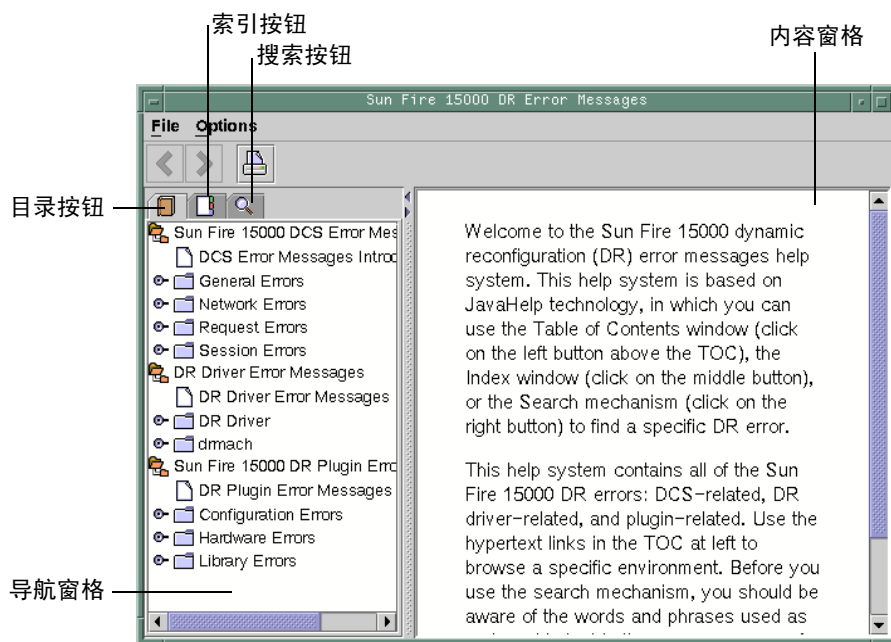 索引按钮
搜索按钮
内容窗格
Sun Fire 15000 DR Error Messages
File Options
目录按钮
Sun Fire 15000 DCS Error Mes
DCS Error Messages Introd
General Errors
Network Errors
Request Errors
Session Errors
DR Driver Error Messages
DR Driver Error Messages
DR Driver
drmach
Sun Fire 15000 DR Plugin Erro
DR Plugin Error Messages
Configuration Errors
Hardware Errors
Library Errors
导航窗格
Welcome to the Sun Fire 15000 dynamic
reconfiguration (DR) error messages help
system. This help system is based on
JavaHelp technology, in which you can
use the Table of Contents window (click
on the left button above the TOC), the
Index window (click on the middle button),
or the Search mechanism (click on the
right button) to find a specific DR error.
This help system contains all of the Sun
Fire 15000 DR errors: DCS-related, DR
driver-related, and plugin-related. Use the
hypertext links in the TOC at left to
browse a specific environment. Before you
use the search mechanism, you should be
aware of the words and phrases used as